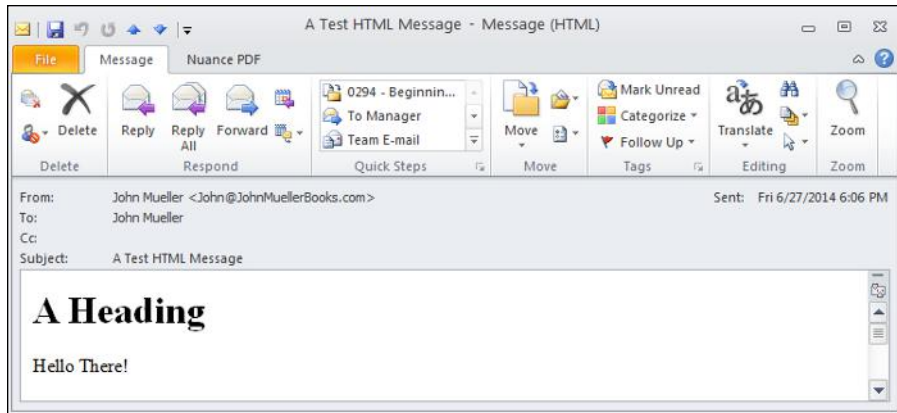 A Test HTML Message - Message (HTML)
File Message Nuance PDF
Delete
Reply
Reply All
Forward
0294 - Beginnin...
To Manager
Team E-mail
Move
Mark Unread
Categorize
Follow Up
a
あ
Translate
Zoom
Delete Respond Quick Steps Move Tags Editing Zoom
From: John Mueller <John@JohnMuellerBooks.com> Sent: Fri 6/27/2014 6:06 PM
To: John Mueller
Cc:
Subject: A Test HTML Message
A Heading
Hello There!